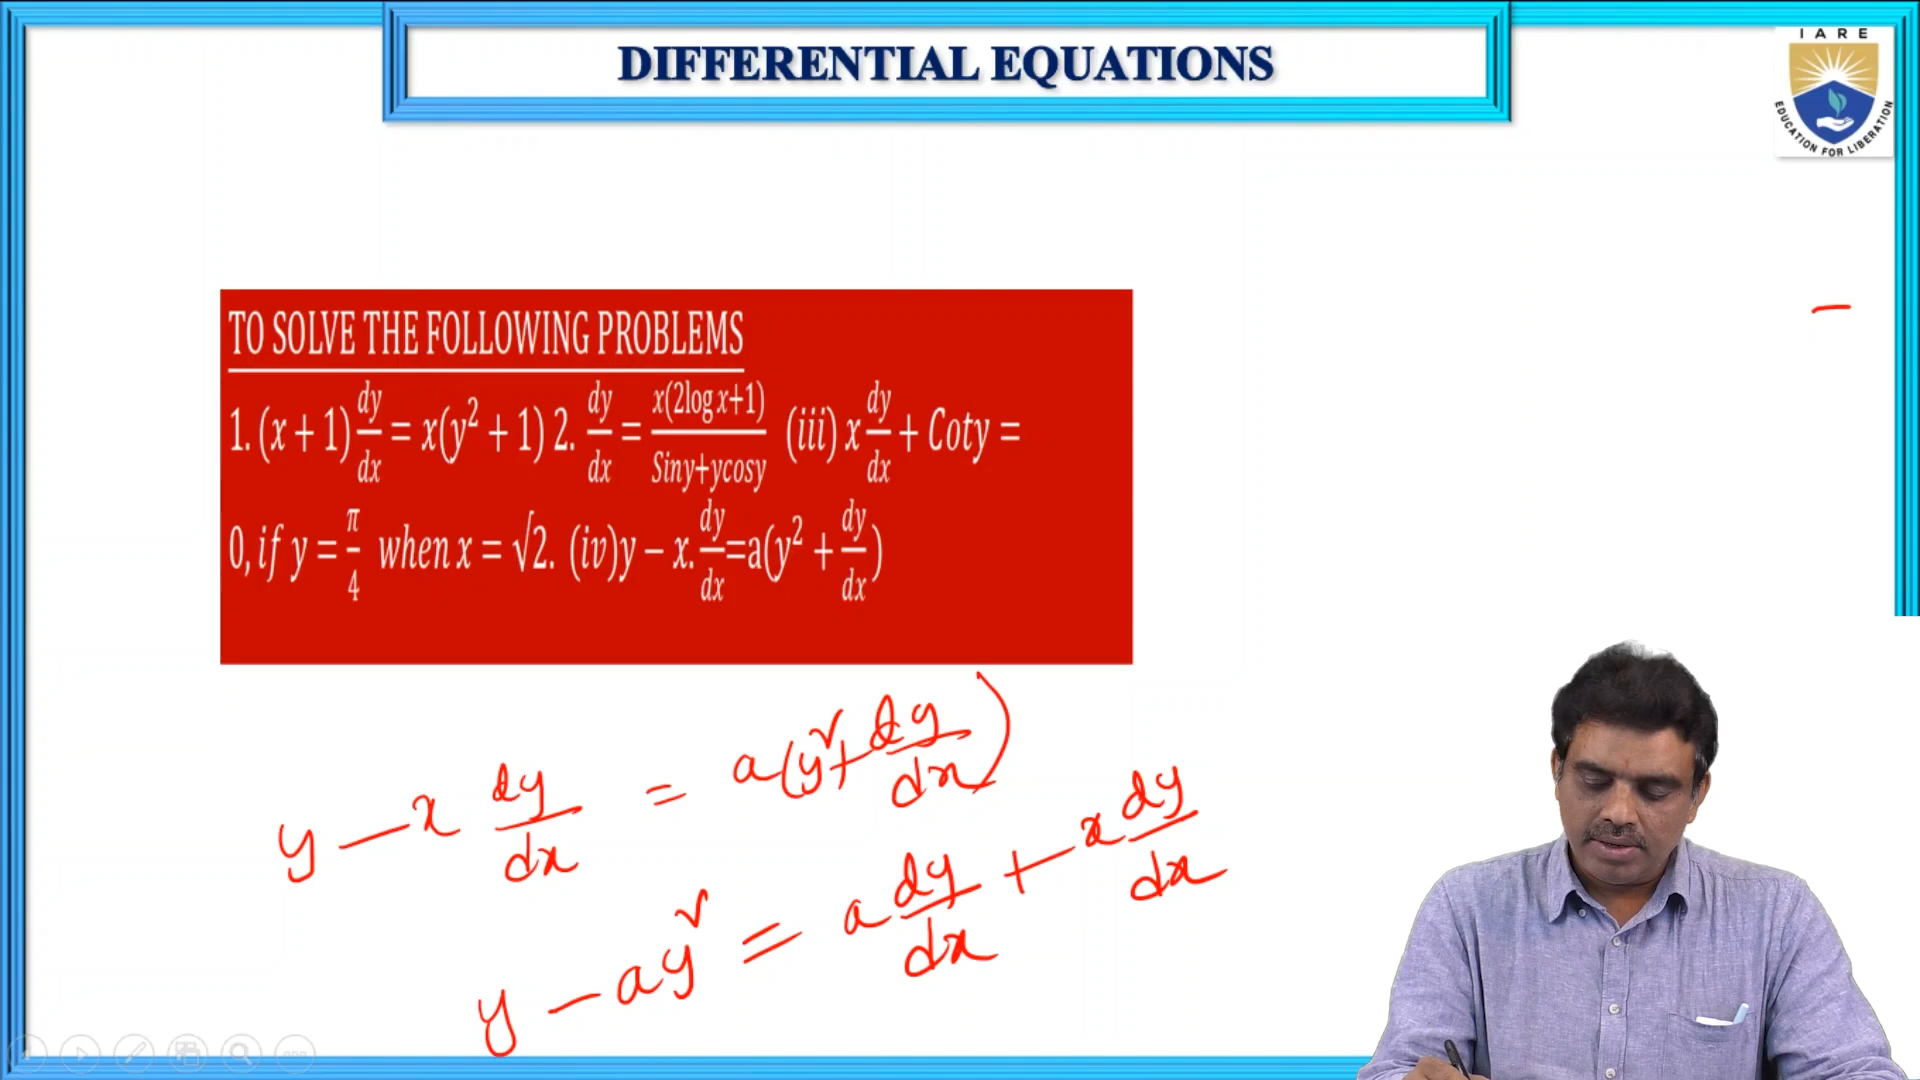 DIFFERENTIAL EQUATIONS
IARE
EDUCATION FOR LIBERATION
TO SOLVE THE FOLLOWING PROBLEMS
1. (x + 1) dy/dx = x(y² + 1) 2. dy/dx = x(2log x+1)/Siny+ycosy (iii) x dy/dx + Coty =
0, if y = π/4 when x = √2. (iv)y − x. dy/dx=a(y² + dy/dx)
y − x dy/dx = a(y² + dy/dx)
y − ay² = a dy/dx + x dy/dx